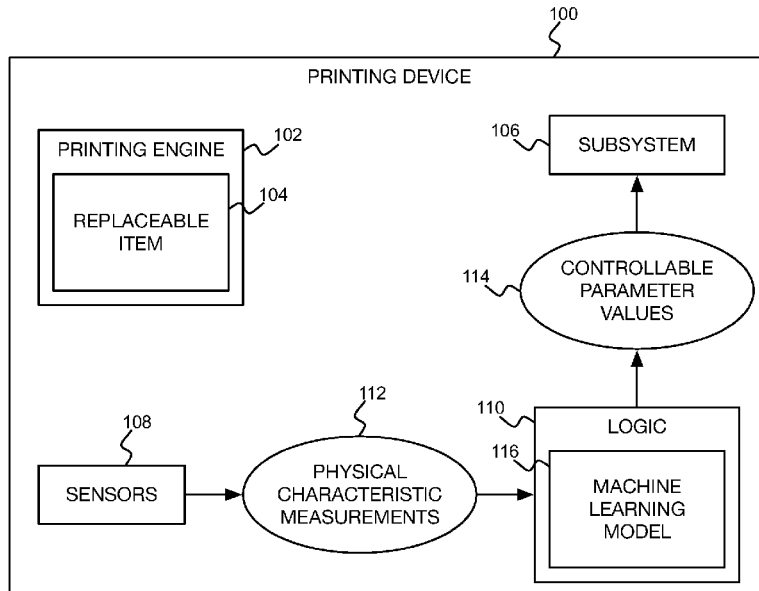 100
PRINTING DEVICE
PRINTING ENGINE
102
REPLACEABLE
ITEM
104
106
SUBSYSTEM
114
CONTROLLABLE
PARAMETER
VALUES
108
SENSORS
112
PHYSICAL
CHARACTERISTIC
MEASUREMENTS
110
LOGIC
116
MACHINE
LEARNING
MODEL